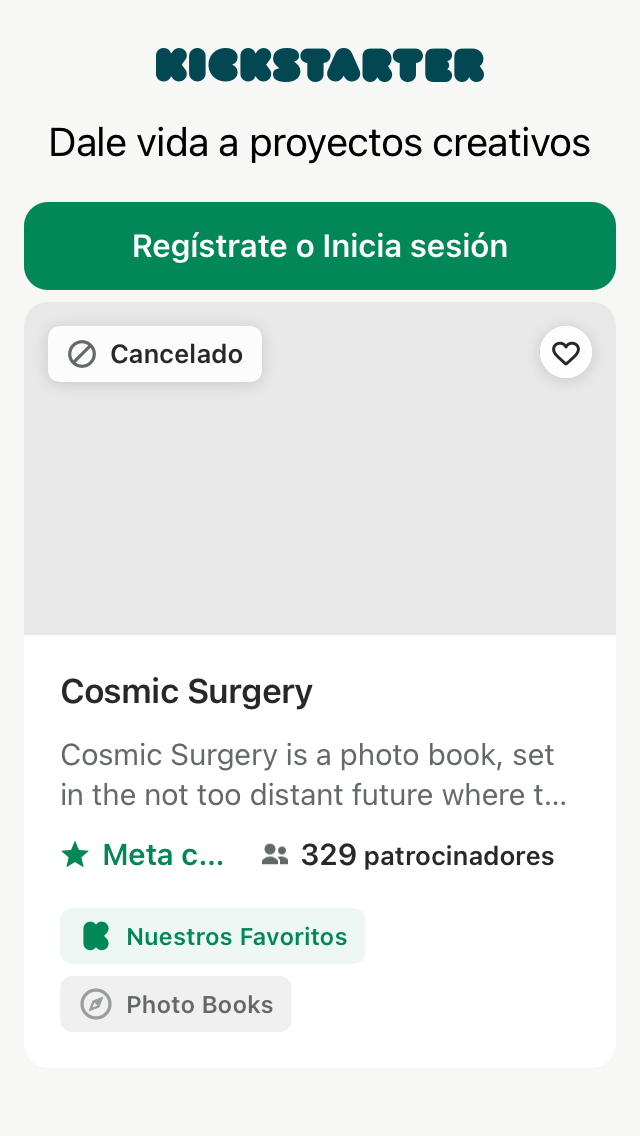 KICKSTARTER
Dale vida a proyectos creativos
Regístrate o Inicia sesión
Cancelado
Cosmic Surgery
Cosmic Surgery is a photo book, set
in the not too distant future where t...
Meta c...
329 patrocinadores
Nuestros Favoritos
Photo Books